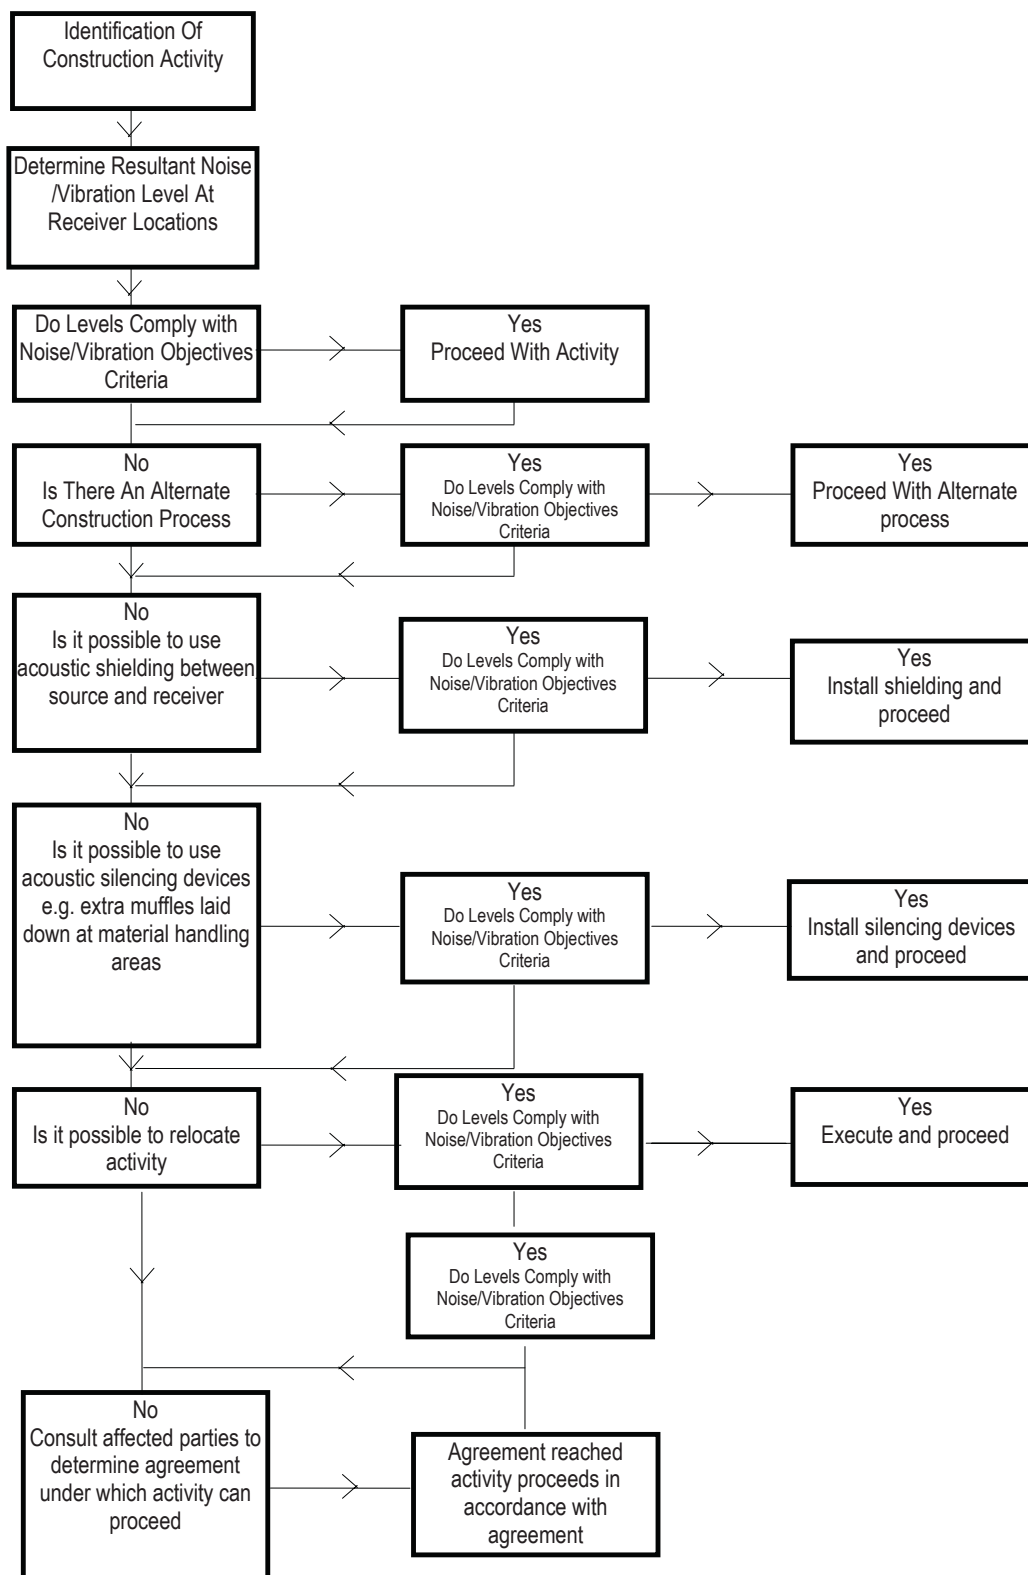 Identification Of
Construction Activity
Determine Resultant Noise
/Vibration Level At
Receiver Locations
Do Levels Comply with
Noise/Vibration Objectives
Criteria
Yes
Proceed With Activity
No
Is There An Alternate
Construction Process
Yes
Do Levels Comply with
Noise/Vibration Objectives
Criteria
Yes
Proceed With Alternate
process
No
Is it possible to use
acoustic shielding between
source and receiver
Yes
Do Levels Comply with
Noise/Vibration Objectives
Criteria
Yes
Install shielding and
proceed
No
Is it possible to use
acoustic silencing devices
e.g. extra muffles laid
down at material handling
areas
Yes
Do Levels Comply with
Noise/Vibration Objectives
Criteria
Yes
Install silencing devices
and proceed
No
Is it possible to relocate
activity
Yes
Do Levels Comply with
Noise/Vibration Objectives
Criteria
Yes
Execute and proceed
Yes
Do Levels Comply with
Noise/Vibration Objectives
Criteria
No
Consult affected parties to
determine agreement
under which activity can
proceed
Agreement reached
activity proceeds in
accordance with
agreement